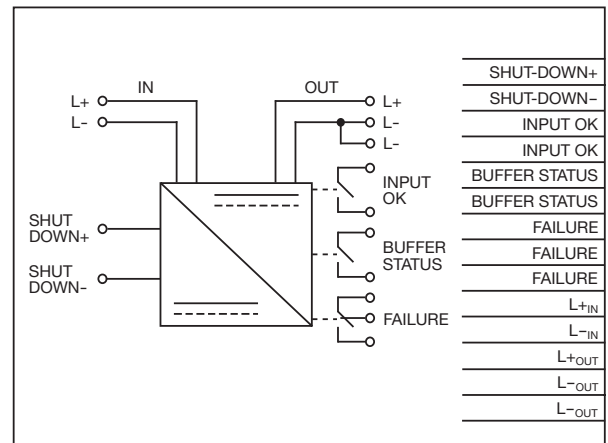 IN
OUT
L+
L-
L+
L-
L-
INPUT
OK
SHUT
DOWN+
BUFFER
STATUS
SHUT
DOWN-
FAILURE
SHUT-DOWN+
SHUT-DOWN-
INPUT OK
INPUT OK
BUFFER STATUS
BUFFER STATUS
FAILURE
FAILURE
FAILURE
L+IN
L-IN
L+OUT
L-OUT
L-OUT